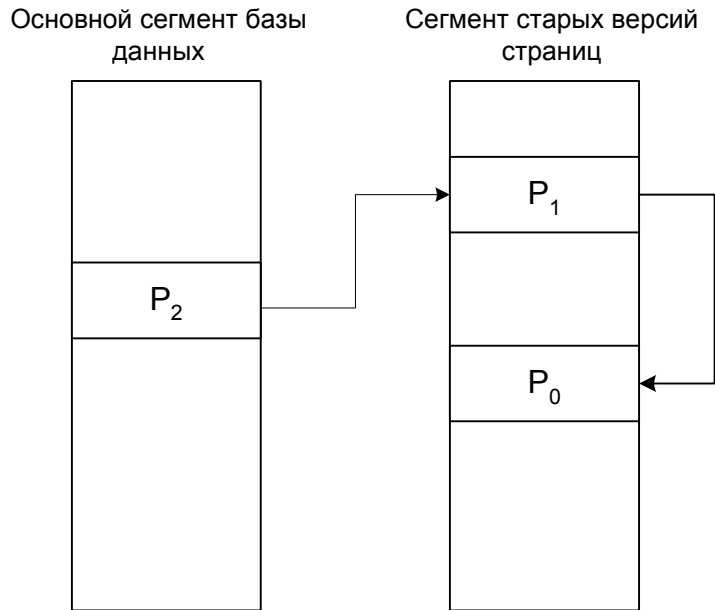 Основной сегмент базы
данных
Сегмент старых версий
страниц
P₁
P₂
P₀